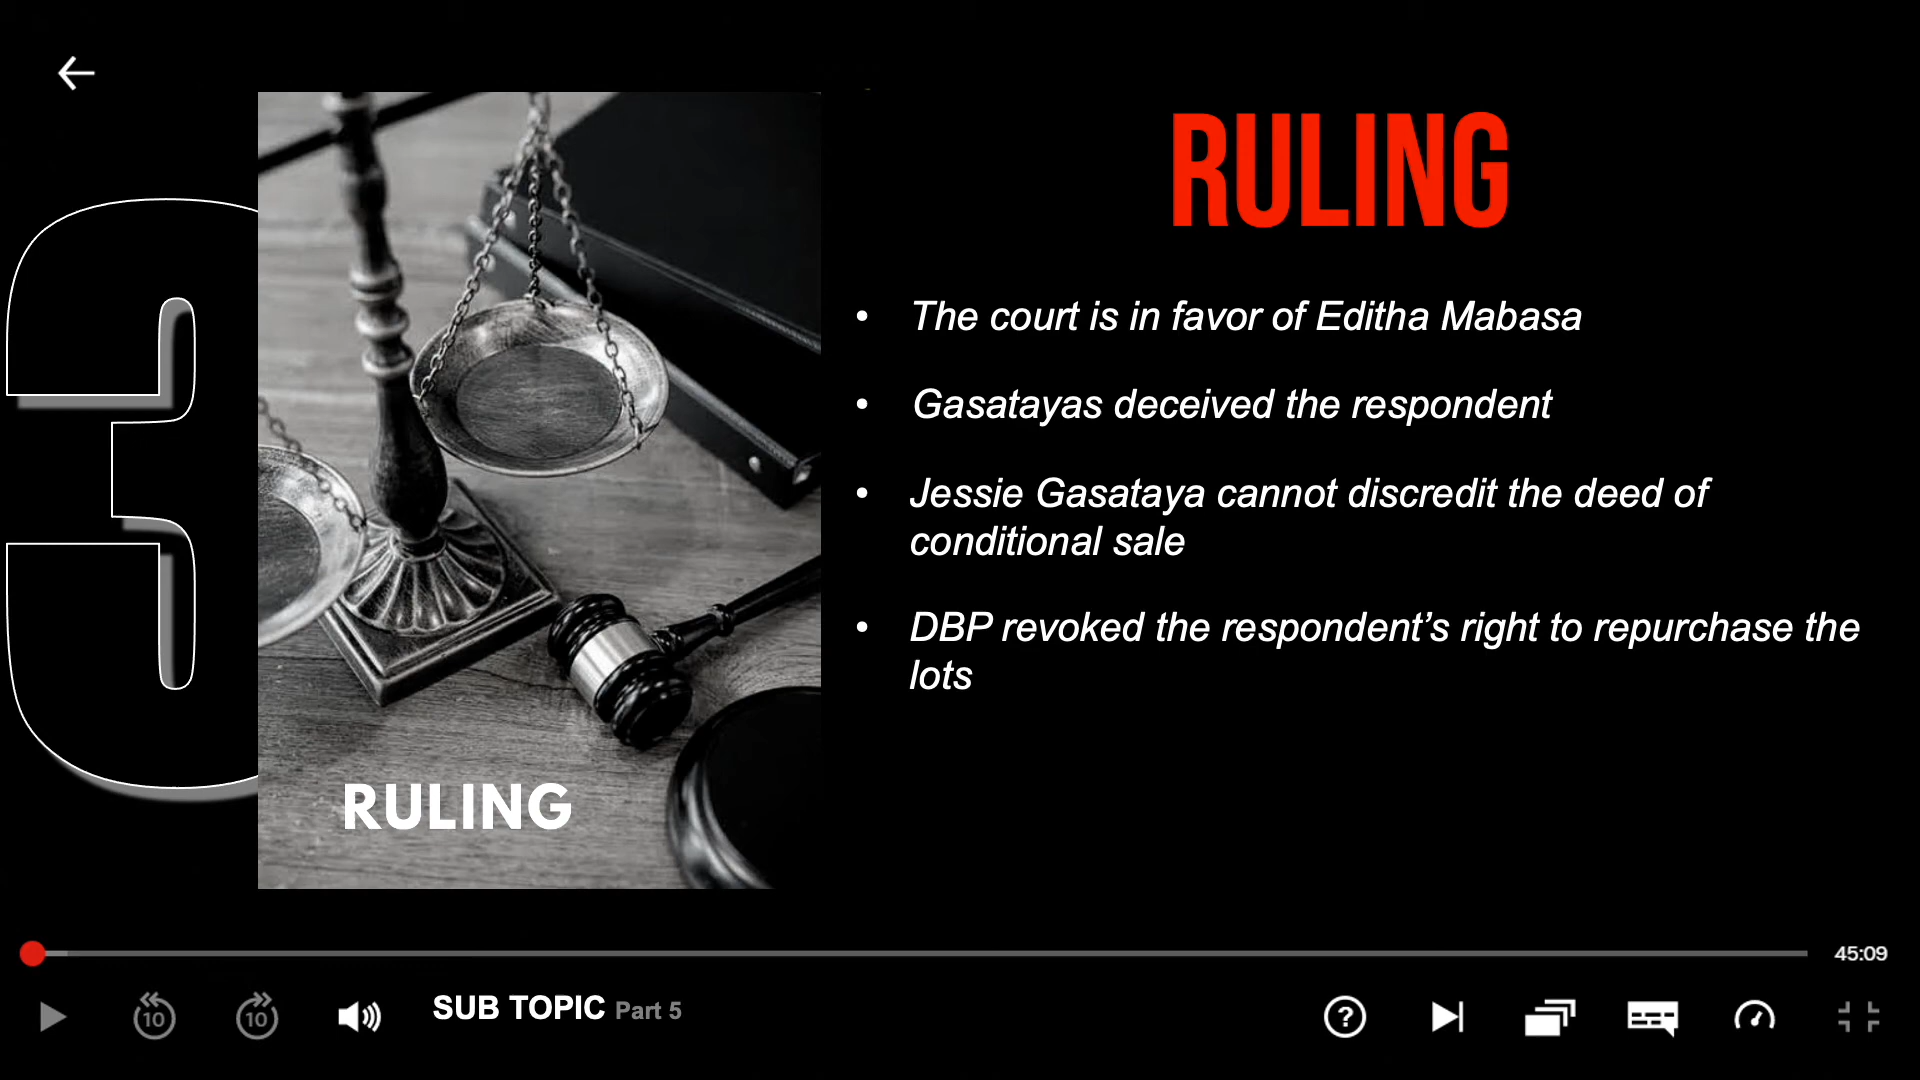 3
RULING
RULING
• The court is in favor of Editha Mabasa
• Gasatayas deceived the respondent
• Jessie Gasataya cannot discredit the deed of
conditional sale
• DBP revoked the respondent’s right to repurchase the
lots
45:09
10
10
SUB TOPIC Part 5
?